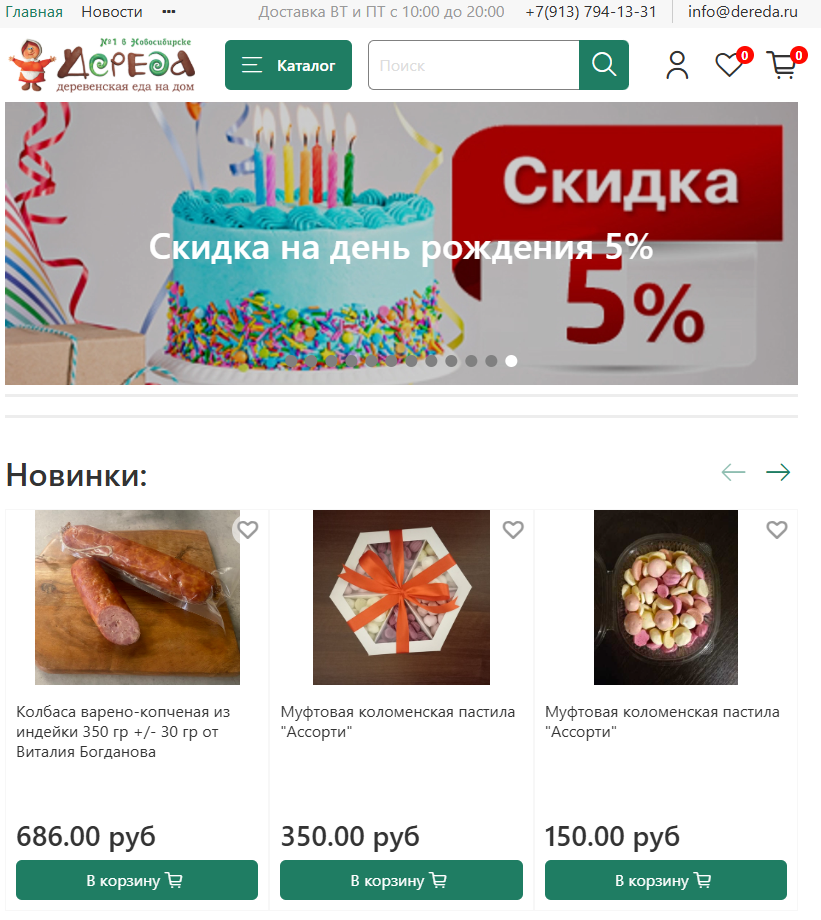 Главная Новости ••• Доставка ВТ и ПТ с 10:00 до 20:00 +7(913) 794-13-31 info@dereda.ru
№1 в Новосибирске
Дереда
деревенская еда на дом
Каталог
Поиск
0
0
Скидка
Скидка на день рождения 5%
5%
Новинки:
Колбаса варено-копченая из
индейки 350 гр +/- 30 гр от
Виталия Богданова
686.00 руб
В корзину
Муфтовая коломенская пастила
"Ассорти"
350.00 руб
В корзину
Муфтовая коломенская пастила
"Ассорти"
150.00 руб
В корзину